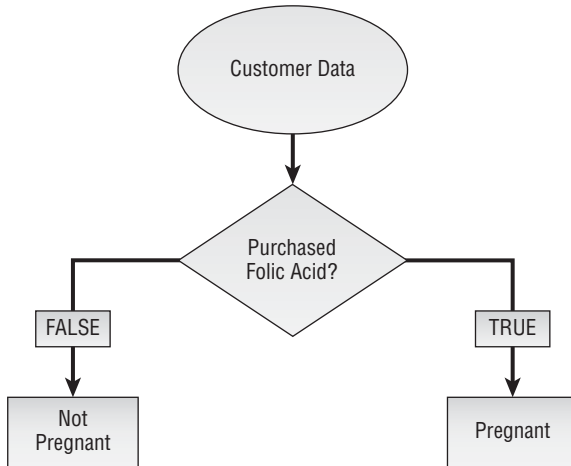 Customer Data
Purchased
Folic Acid?
FALSE
TRUE
Not
Pregnant
Pregnant